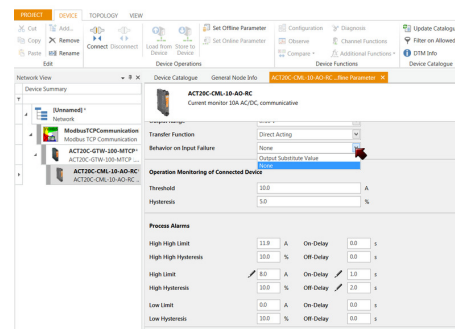 PROJECT DEVICE TOPOLOGY VIEW
Cut Add... Set Offline Parameter Configuration Diagnosis Update Catalogue
Copy Remove Connect Disconnect Load from Store to Set Online Parameter Observe Channel Functions Filter on Allowed
Paste Rename Device Device Compare Additional Functions DTM Info
Edit Device Operations Device Functions Device Catalogue
Network View Device Catalogue General Node Info ACT20C-CML-10-AO-RC ...fline Parameter ×
Device Summary
ACT20C-CML-10-AO-RC
Current monitor 10A AC/DC, communicative
[Unnamed]*
Network
ModbusTCPCommunication
Modbus TCP Communication
ACT20C-GTW-100-MTCP*
ACT20C-GTW-100-MTCP ...
ACT20C-CML-10-AO-RC*
ACT20C-CML-10-AO-RC ...
Output Range
Transfer Function Direct Acting
Behavior on Input Failure None
Output Substitute Value
None
Operation Monitoring of Connected Device
Threshold 10.0 A
Hysteresis 5.0 %
Process Alarms
High High Limit 11.9 A On-Delay 0.0 s
High High Hysteresis 10.0 % Off-Delay 0.0 s
High Limit 8.0 A On-Delay 1.0 s
High Hysteresis 10.0 % Off-Delay 2.0 s
Low Limit 0.0 A On-Delay 0.0 s
Low Hysteresis 10.0 % Off-Delay 0.0 s